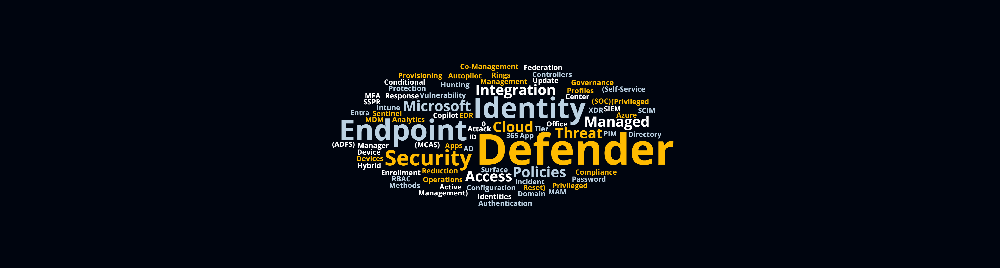 Co-Management Federation
Provisioning Autopilot Rings Controllers
Conditional Hunting Management Update Governance
Protection Integration Profiles (Self-Service
MFA Response Vulnerability Center
SSPR Microsoft Identity (SOC) (Privileged
Intune XDR SIEM SCIM
Entra Sentinel Copilot EDR Azure
MDM Analytics Managed
Endpoint 0 Cloud Office
Attack Tier Threat PIM Directory
ID 365 App
(ADFS) Manager (MCAS) Apps AD Defender
Device
Devices Security
Hybrid
Enrollment Reduction Surface Policies Compliance
RBAC Operations Access Incident Password
Methods Active Configuration Reset) Privileged
Management) Identities Domain MAM
Authentication